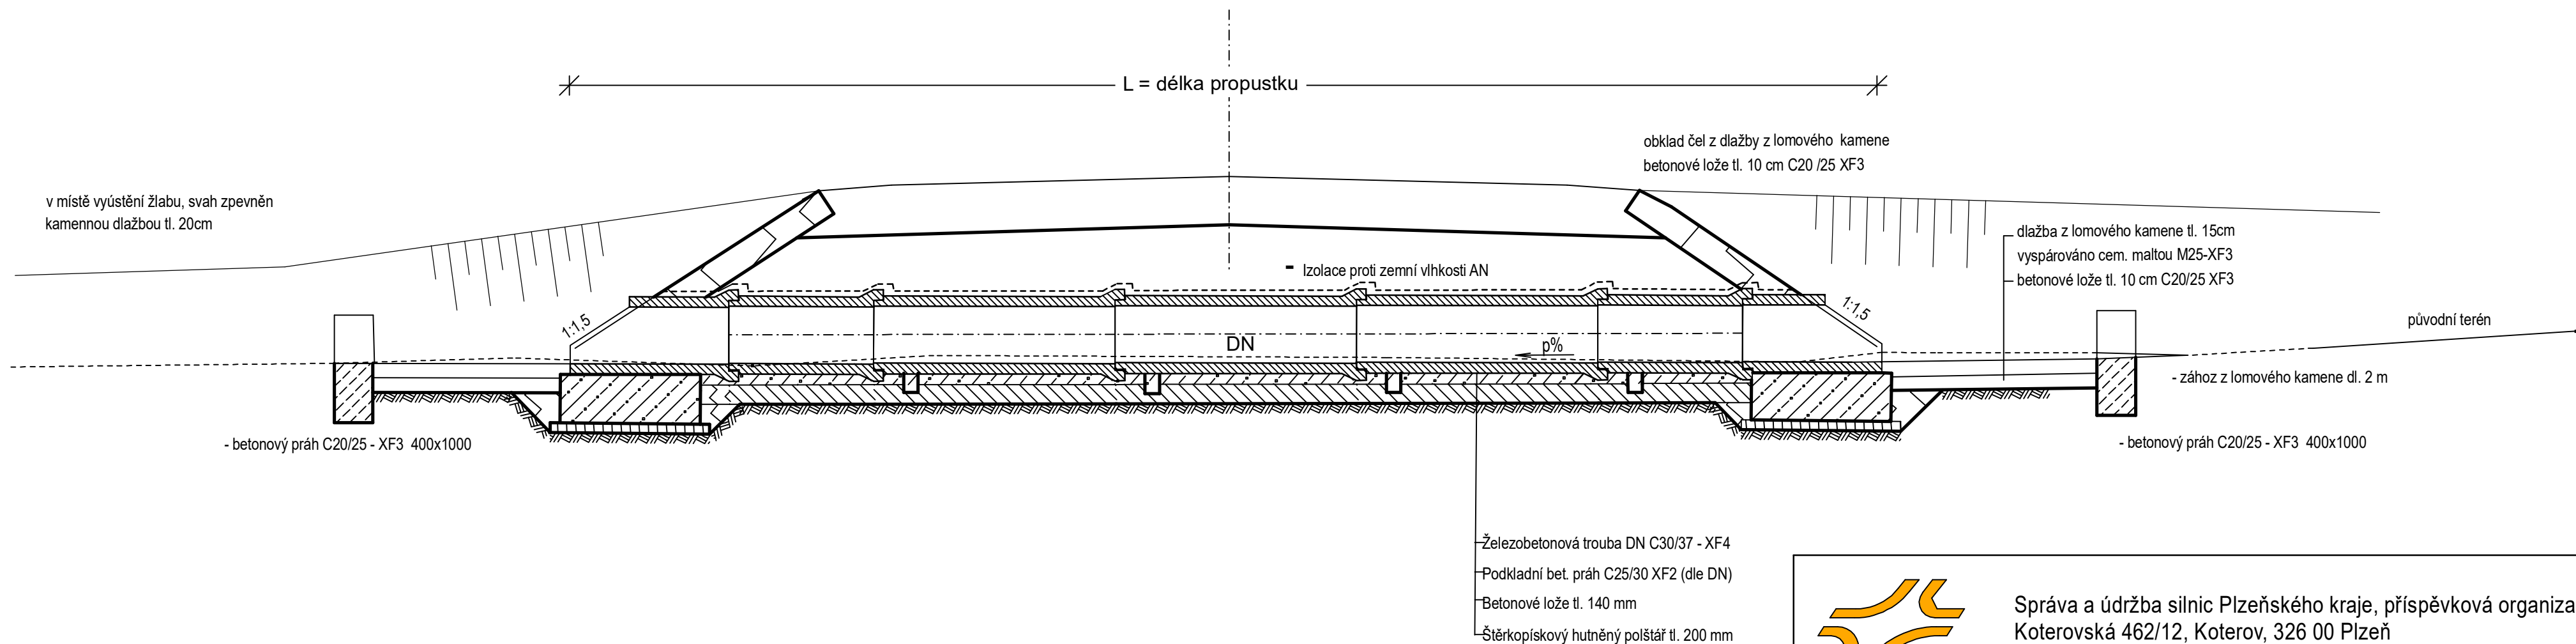 L = délka propustku
obklad čel z dlažby z lomového kamene
betonové lože tl. 10 cm C20 /25 XF3
v místě vyústění žlabu, svah zpevněn
kamennou dlažbou tl. 20cm
dlažba z lomového kamene tl. 15cm
vyspárováno cem. maltou M25-XF3
betonové lože tl. 10 cm C20/25 XF3
- Izolace proti zemní vlhkosti AN
1:1,5
1:1,5
původní terén
DN
p%
- zához z lomového kamene dl. 2 m
- betonový práh C20/25 - XF3 400x1000
- betonový práh C20/25 - XF3 400x1000
Železobetonová trouba DN C30/37 - XF4
Podkladní bet. práh C25/30 XF2 (dle DN)
Betonové lože tl. 140 mm
Štěrkopískový hutněný polštář tl. 200 mm
Správa a údržba silnic Plzeňského kraje, příspěvková organiza
Koterovská 462/12, Koterov, 326 00 Plzeň